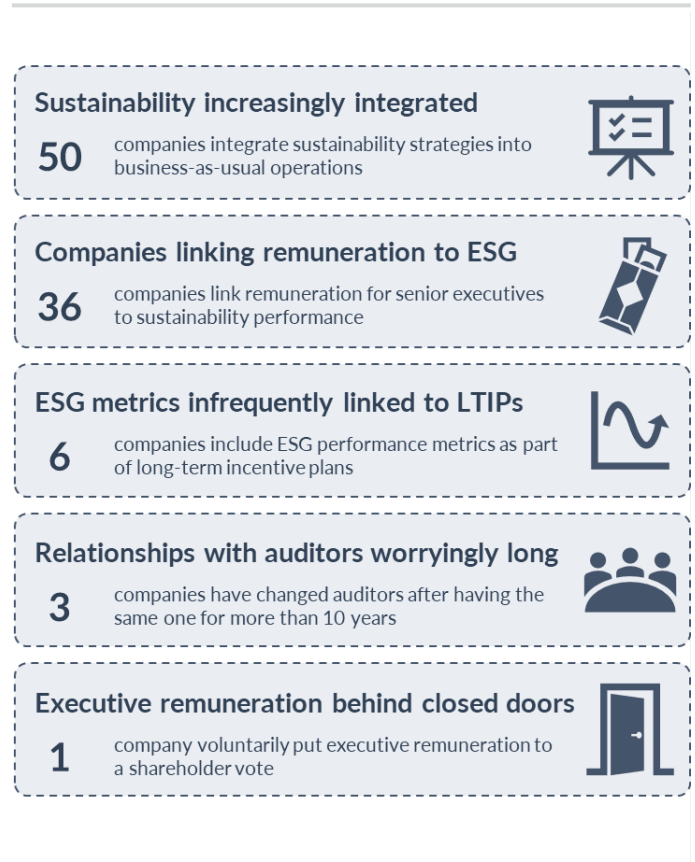 Sustainability increasingly integrated
50
companies integrate sustainability strategies into
business-as-usual operations
Companies linking remuneration to ESG
36
companies link remuneration for senior executives
to sustainability performance
ESG metrics infrequently linked to LTIPs
6
companies include ESG performance metrics as part
of long-term incentive plans
Relationships with auditors worryingly long
3
companies have changed auditors after having the
same one for more than 10 years
Executive remuneration behind closed doors
1
company voluntarily put executive remuneration to
a shareholder vote